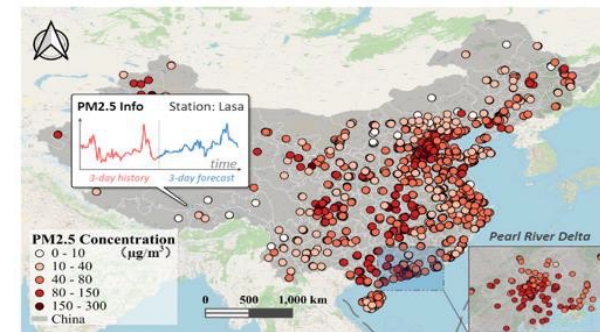 PM2.5 Info Station: Lasa
time
3-day history 3-day forecast
PM2.5 Concentration
(μg/m³)
0 - 10
10 - 40
40 - 80
80 - 150
150 - 300
China
0 500 1,000 km
Pearl River Delta